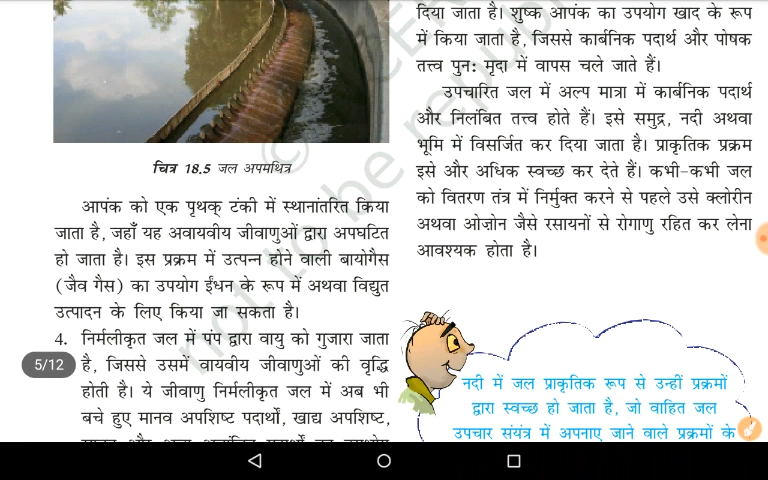 चित्र 18.5 जल अपमथित्र
आपंक को एक पृथक् टंकी में स्थानांतरित किया
जाता है, जहाँ यह अवायवीय जीवाणुओं द्वारा अपघटित
हो जाता है। इस प्रक्रम में उत्पन्न होने वाली बायोगैस
(जैव गैस) का उपयोग ईंधन के रूप में अथवा विद्युत
उत्पादन के लिए किया जा सकता है।
4. निर्मलीकृत जल में पंप द्वारा वायु को गुजारा जाता
है, जिससे उसमें वायवीय जीवाणुओं की वृद्धि
होती है। ये जीवाणु निर्मलीकृत जल में अब भी
बचे हुए मानव अपशिष्ट पदार्थों, खाद्य अपशिष्ट,
5/12
दिया जाता है। शुष्क आपंक का उपयोग खाद के रूप
में किया जाता है, जिससे कार्बनिक पदार्थ और पोषक
तत्त्व पुन: मृदा में वापस चले जाते हैं।
उपचारित जल में अल्प मात्रा में कार्बनिक पदार्थ
और निलंबित तत्त्व होते हैं। इसे समुद्र, नदी अथवा
भूमि में विसर्जित कर दिया जाता है। प्राकृतिक प्रक्रम
इसे और अधिक स्वच्छ कर देते हैं। कभी-कभी जल
को वितरण तंत्र में निर्मुक्त करने से पहले उसे क्लोरीन
अथवा ओज़ोन जैसे रसायनों से रोगाणु रहित कर लेना
आवश्यक होता है।
नदी में जल प्राकृतिक रूप से उन्हीं प्रक्रमों
द्वारा स्वच्छ हो जाता है, जो वाहित जल
उपचार संयंत्र में अपनाए जाने वाले प्रक्रमों के
not to be republ